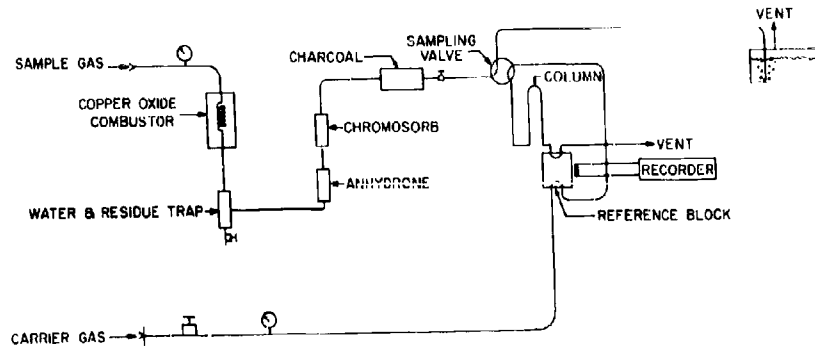 VENT
SAMPLING
VALVE
SAMPLE GAS
CHARCOAL
COLUMN
COPPER OXIDE
COMBUSTOR
CHROMOSORB
VENT
RECORDER
ANHYDRONE
WATER & RESIDUE TRAP
REFERENCE BLOCK
CARRIER GAS